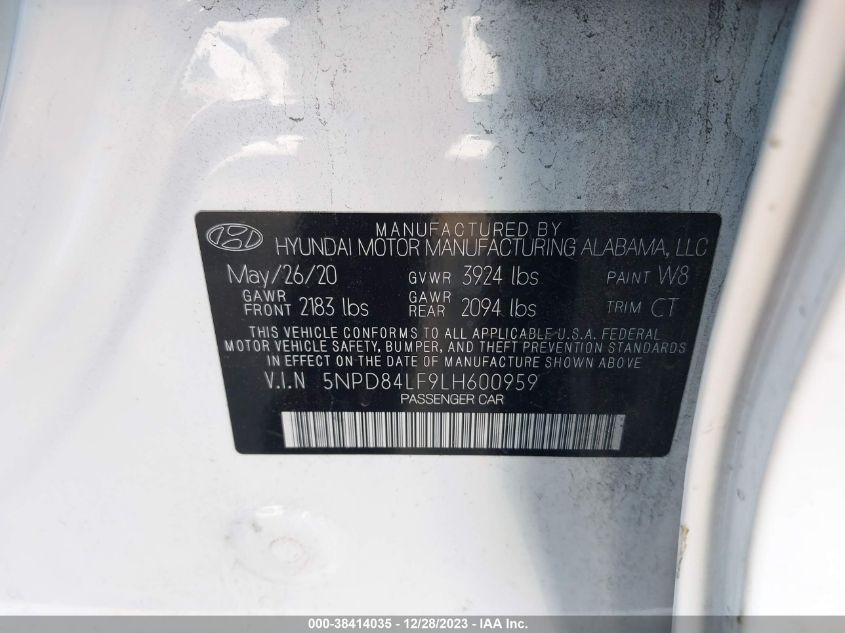 MANUFACTURED BY
HYUNDAI MOTOR MANUFACTURING ALABAMA, LLC
May/26/20 GVWR 3924 lbs PAINT W8
GAWR FRONT 2183 lbs GAWR REAR 2094 lbs TRIM CT
THIS VEHICLE CONFORMS TO ALL APPLICABLE U.S.A. FEDERAL
MOTOR VEHICLE SAFETY, BUMPER, AND THEFT PREVENTION STANDARDS
IN EFFECT ON THE DATE OF MANUFACTURE SHOWN ABOVE
V.I.N 5NPD84LF9LH600959
PASSENGER CAR
000-38414035 - 12/28/2023 - IAA Inc.